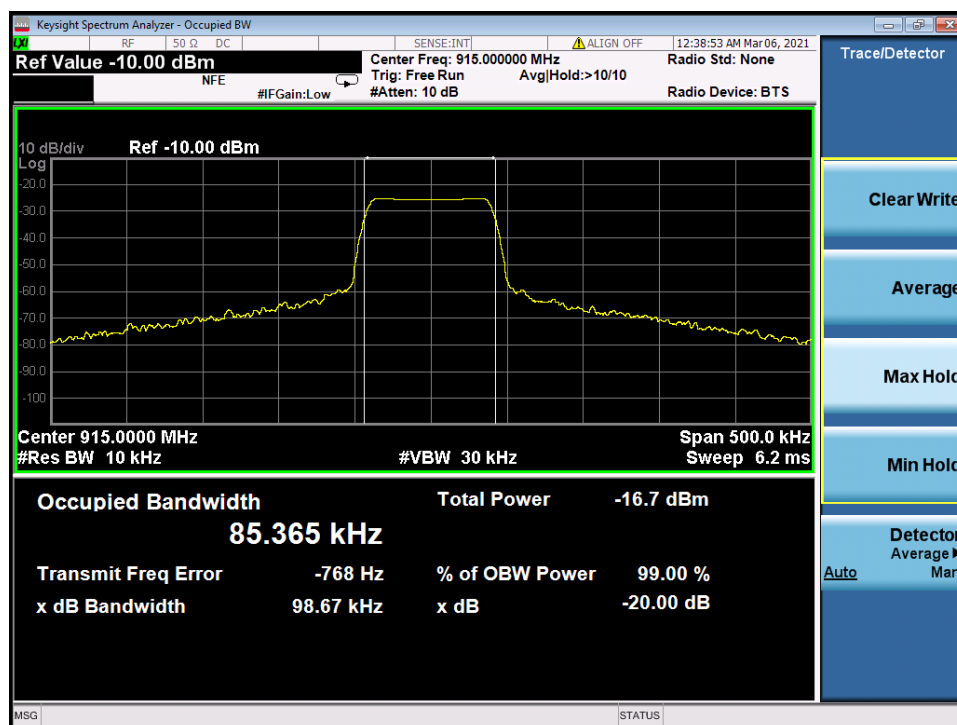 Keysight Spectrum Analyzer - Occupied BW
LXI RF 50 Ω DC SENSE:INT ALIGN OFF 12:38:53 AM Mar 06, 2021
Ref Value -10.00 dBm
Center Freq: 915.000000 MHz
Radio Std: None
NFE
Trig: Free Run
Avg|Hold:>10/10
#IFGain:Low
#Atten: 10 dB
Radio Device: BTS
Trace/Detector
10 dB/div Ref -10.00 dBm
Log
-20.0
-30.0
-40.0
-50.0
-60.0
-70.0
-80.0
-90.0
-100
Center 915.0000 MHz Span 500.0 kHz
#Res BW 10 kHz #VBW 30 kHz Sweep 6.2 ms
Occupied Bandwidth Total Power -16.7 dBm
85.365 kHz
Transmit Freq Error -768 Hz % of OBW Power 99.00 %
x dB Bandwidth 98.67 kHz x dB -20.00 dB
Clear Write
Average
Max Hold
Min Hold
Detector
Average
Auto Man
MSG STATUS